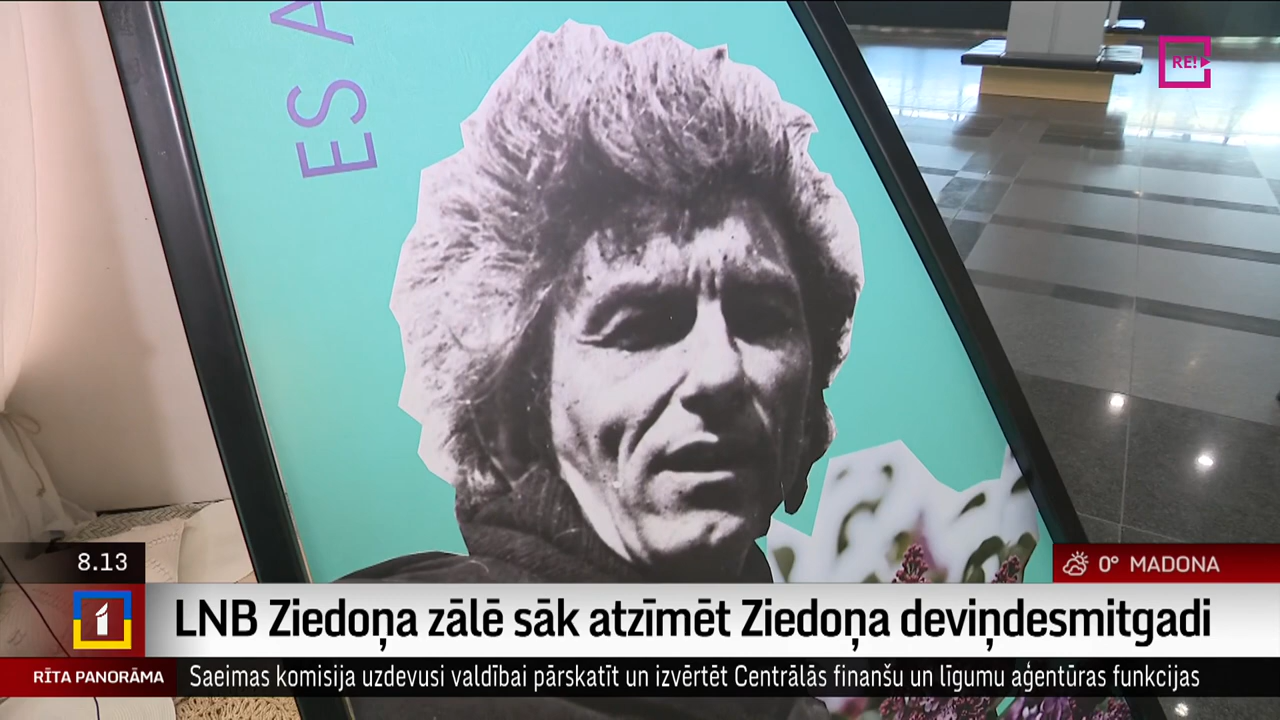 ES A
RE!
8.13
0° MADONA
1
LNB Ziedoņa zālē sāk atzīmēt Ziedoņa deviņdesmitgadi
RĪTA PANORĀMA
Saeimas komisija uzdevusi valdībai pārskatīt un izvērtēt Centrālās finanšu un līgumu aģentūras funkcijas